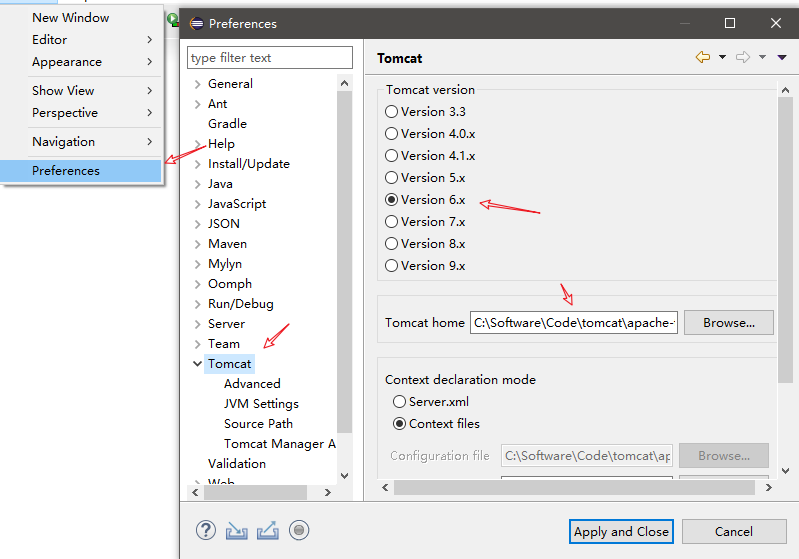 New Window
Editor
Appearance
Show View
Perspective
Navigation
Preferences
Preferences
type filter text
General
Ant
Gradle
Help
Install/Update
Java
JavaScript
JSON
Maven
Mylyn
Oomph
Run/Debug
Server
Team
Tomcat
Advanced
JVM Settings
Source Path
Tomcat Manager A
Validation
Web
Tomcat
Tomcat version
Version 3.3
Version 4.0.x
Version 4.1.x
Version 5.x
Version 6.x
Version 7.x
Version 8.x
Version 9.x
Tomcat home C:\Software\Code\tomcat\apache- Browse...
Context declaration mode
Server.xml
Context files
Configuration file C:\Software\Code\tomcat\ap Browse...
Apply and Close Cancel